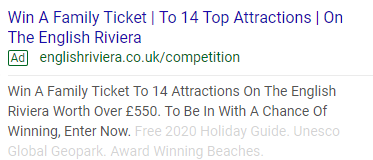 Win A Family Ticket | To 14 Top Attractions | On
The English Riviera
Ad englishriviera.co.uk/competition
Win A Family Ticket To 14 Attractions On The English
Riviera Worth Over £550. To Be In With A Chance Of
Winning, Enter Now. Free 2020 Holiday Guide. Unesco
Global Geopark. Award Winning Beaches.